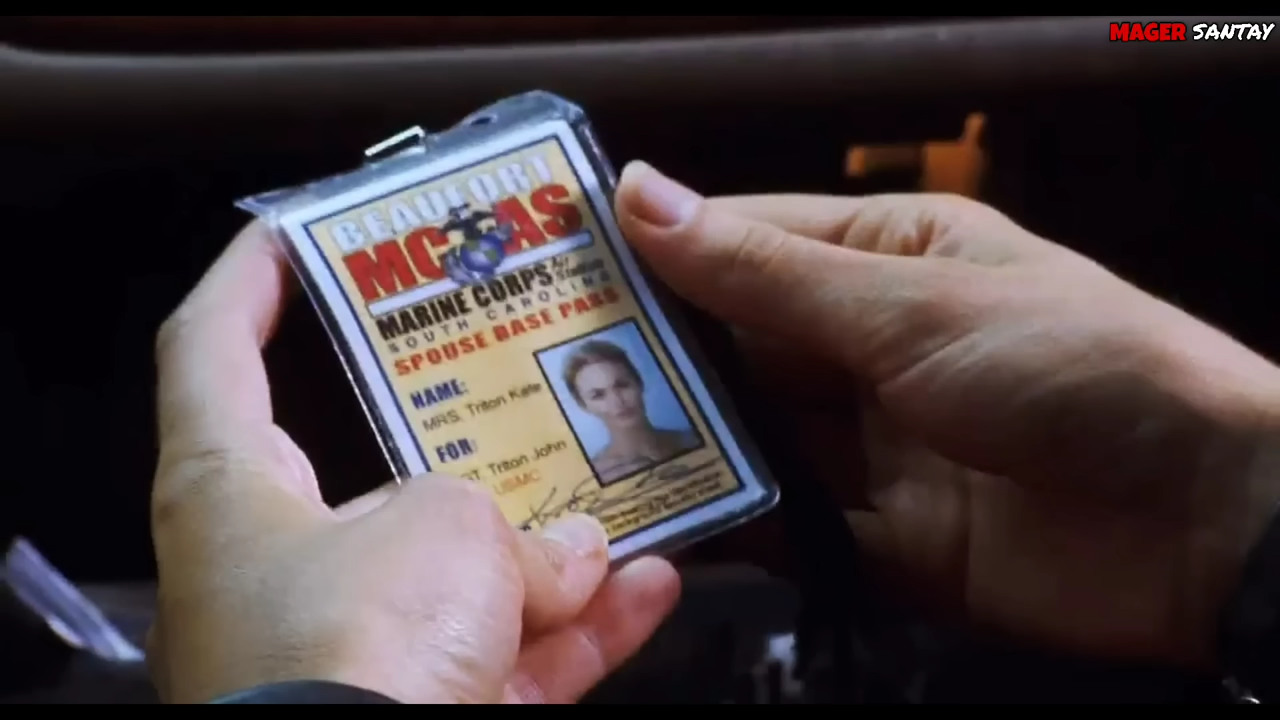 MAGER SANTAY
BEAUFORT
MCAS
MARINE CORPS Air Station
SOUTH CAROLINA
SPOUSE BASE PASS
NAME:
MRS. Triton Kate
FOR:
GT. Triton John
USMC